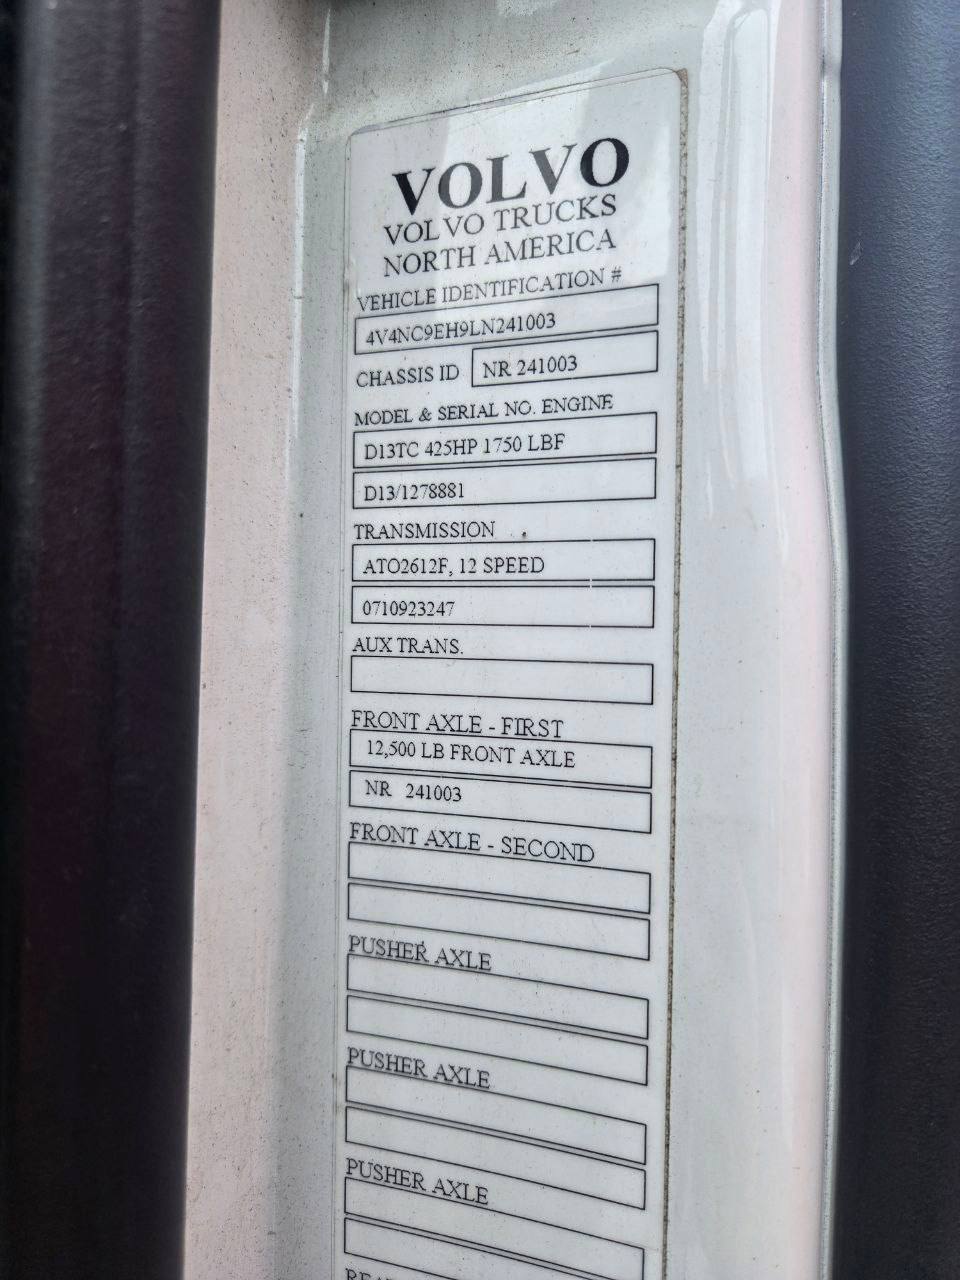 VOLVO
VOLVO TRUCKS
NORTH AMERICA
VEHICLE IDENTIFICATION #
4V4NC9EH9LN241003
CHASSIS ID NR 241003
MODEL & SERIAL NO. ENGINE
D13TC 425HP 1750 LBF
D13/1278881
TRANSMISSION
ATO2612F, 12 SPEED
0710923247
AUX TRANS.
FRONT AXLE - FIRST
12,500 LB FRONT AXLE
NR 241003
FRONT AXLE - SECOND
PUSHER AXLE
PUSHER AXLE
PUSHER AXLE